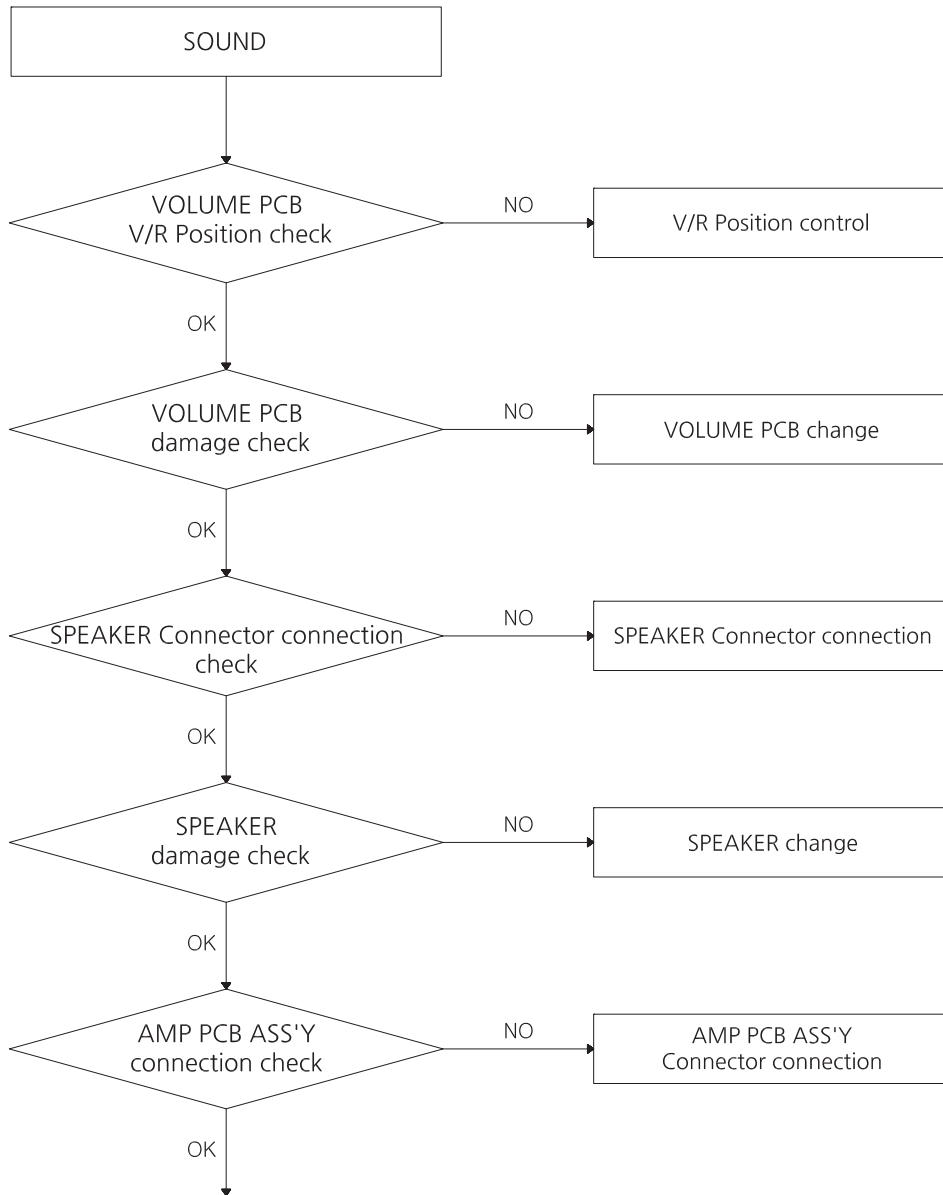 SOUND
VOLUME PCB
V/R Position check
NO
V/R Position control
OK
VOLUME PCB
damage check
NO
VOLUME PCB change
OK
SPEAKER Connector connection
check
NO
SPEAKER Connector connection
OK
SPEAKER
damage check
NO
SPEAKER change
OK
AMP PCB ASS'Y
connection check
NO
AMP PCB ASS'Y
Connector connection
OK